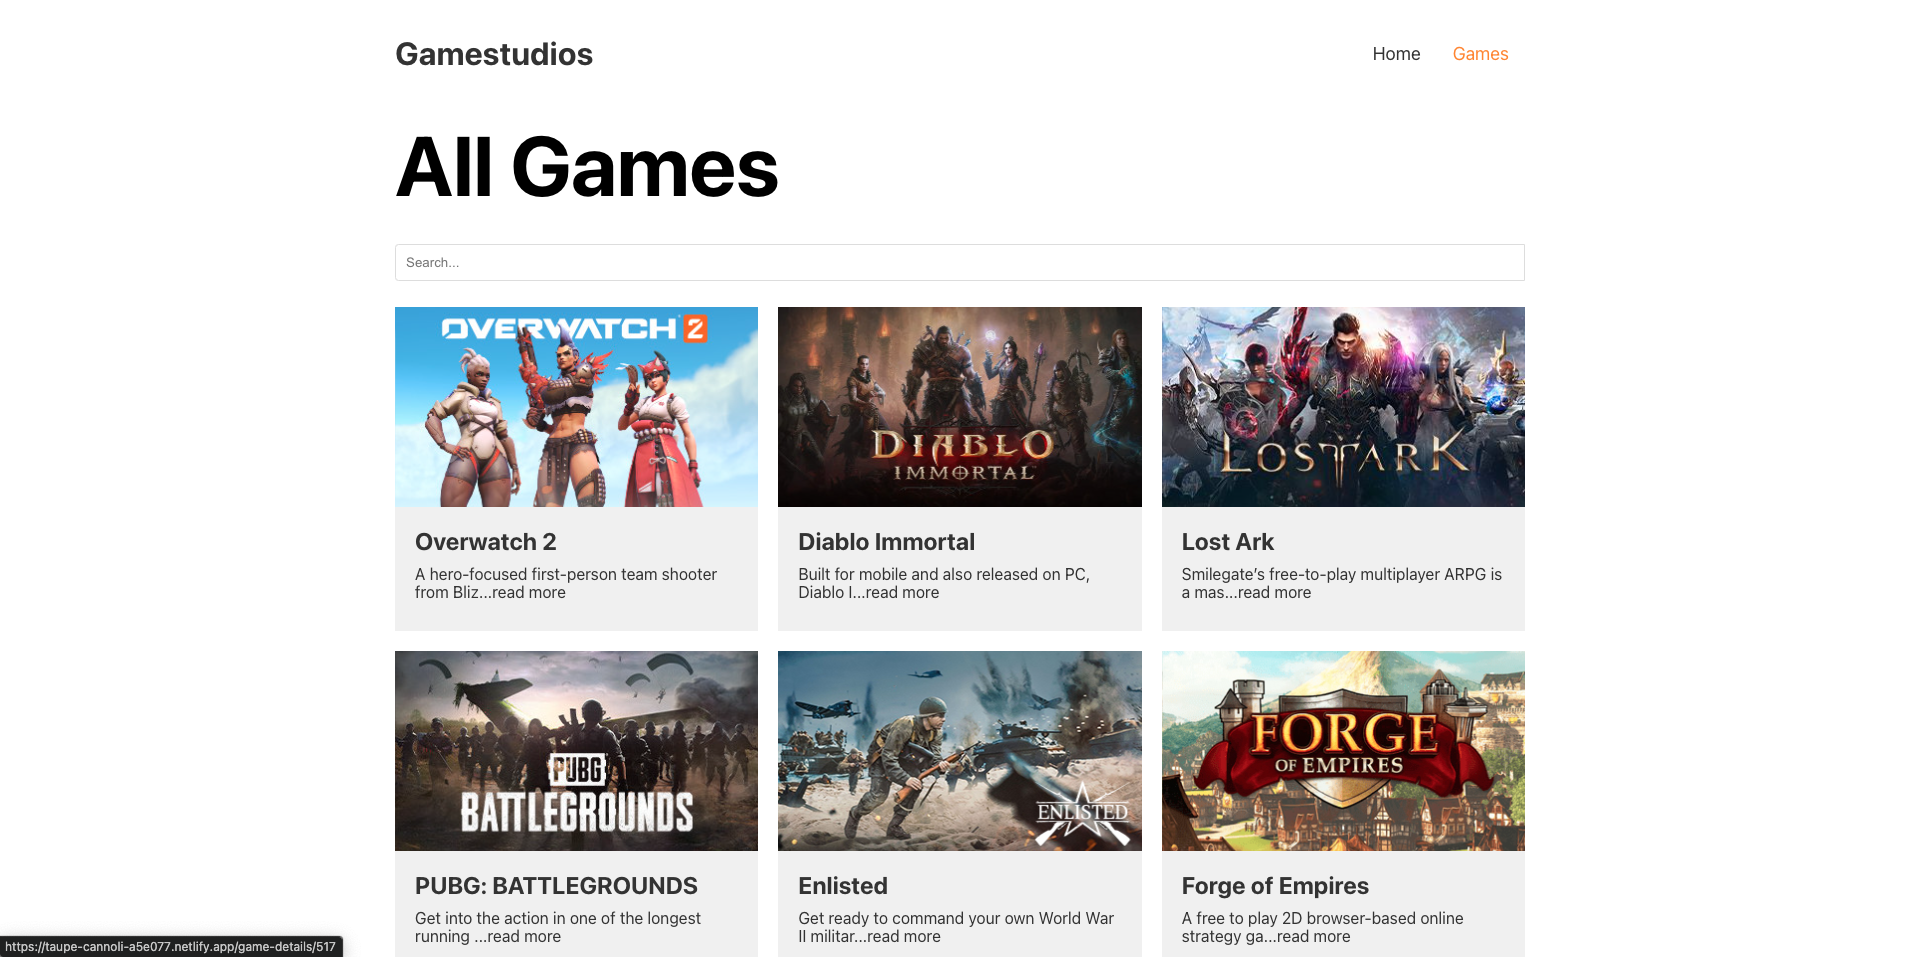 Gamestudios
Home
Games
All Games
Search...
OVERWATCH 2
DIABLO
IMMORTAL
LOST ARK
Overwatch 2
A hero-focused first-person team shooter
from Bliz...read more
Diablo Immortal
Built for mobile and also released on PC,
Diablo I...read more
Lost Ark
Smilegate’s free-to-play multiplayer ARPG is
a mas...read more
PUBG
BATTLEGROUNDS
ENLISTED
FORGE
OF EMPIRES
PUBG: BATTLEGROUNDS
Get into the action in one of the longest
running ...read more
Enlisted
Get ready to command your own World War
II militar...read more
Forge of Empires
A free to play 2D browser-based online
strategy ga...read more
https://taupe-cannoli-a5e077.netlify.app/game-details/517